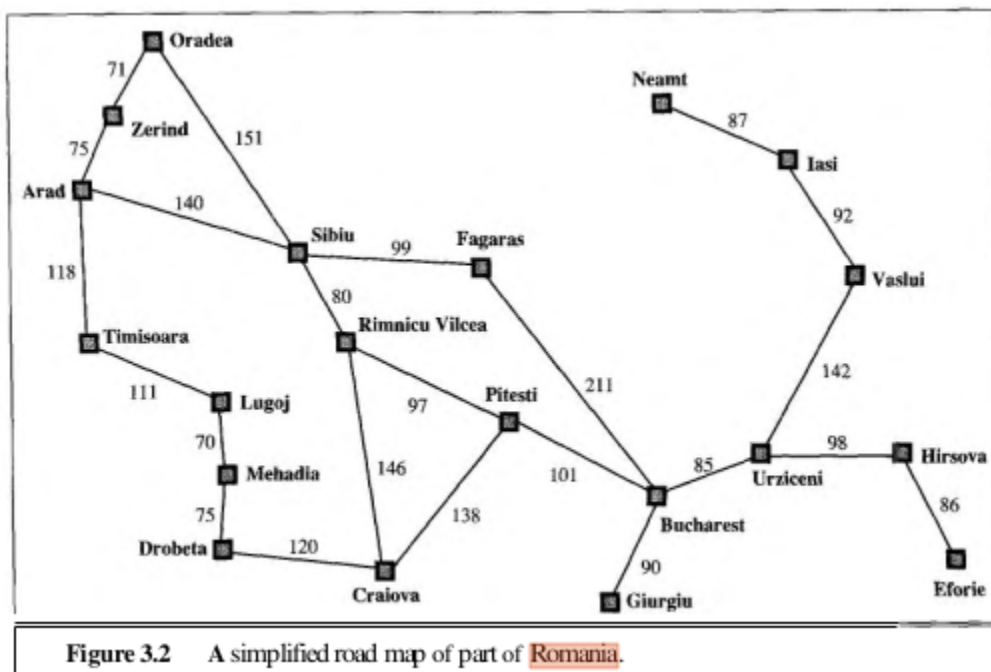 Oradea
71
Neamt
87
Zerind
151
75
Iasi
Arad
140
92
Sibiu
99
Fagaras
118
Vaslui
80
Timisoara
Rimnicu Vilcea
142
111
211
Lugoj
97
Pitesti
70
98
Hirsova
146
101
85
Urziceni
Mehadia
138
86
75
Bucharest
120
Drobeta
90
Craiova
Giurgiu
Eforie
Figure 3.2 A simplified road map of part of Romania.